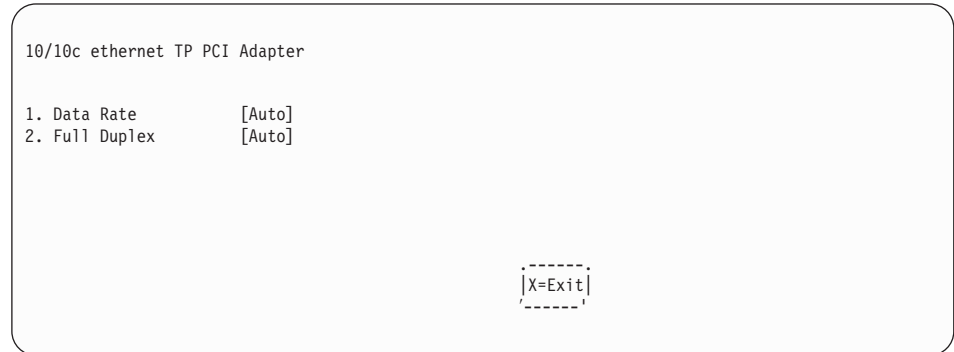 10/10c ethernet TP PCI Adapter
1. Data Rate [Auto]
2. Full Duplex [Auto]
X=Exit